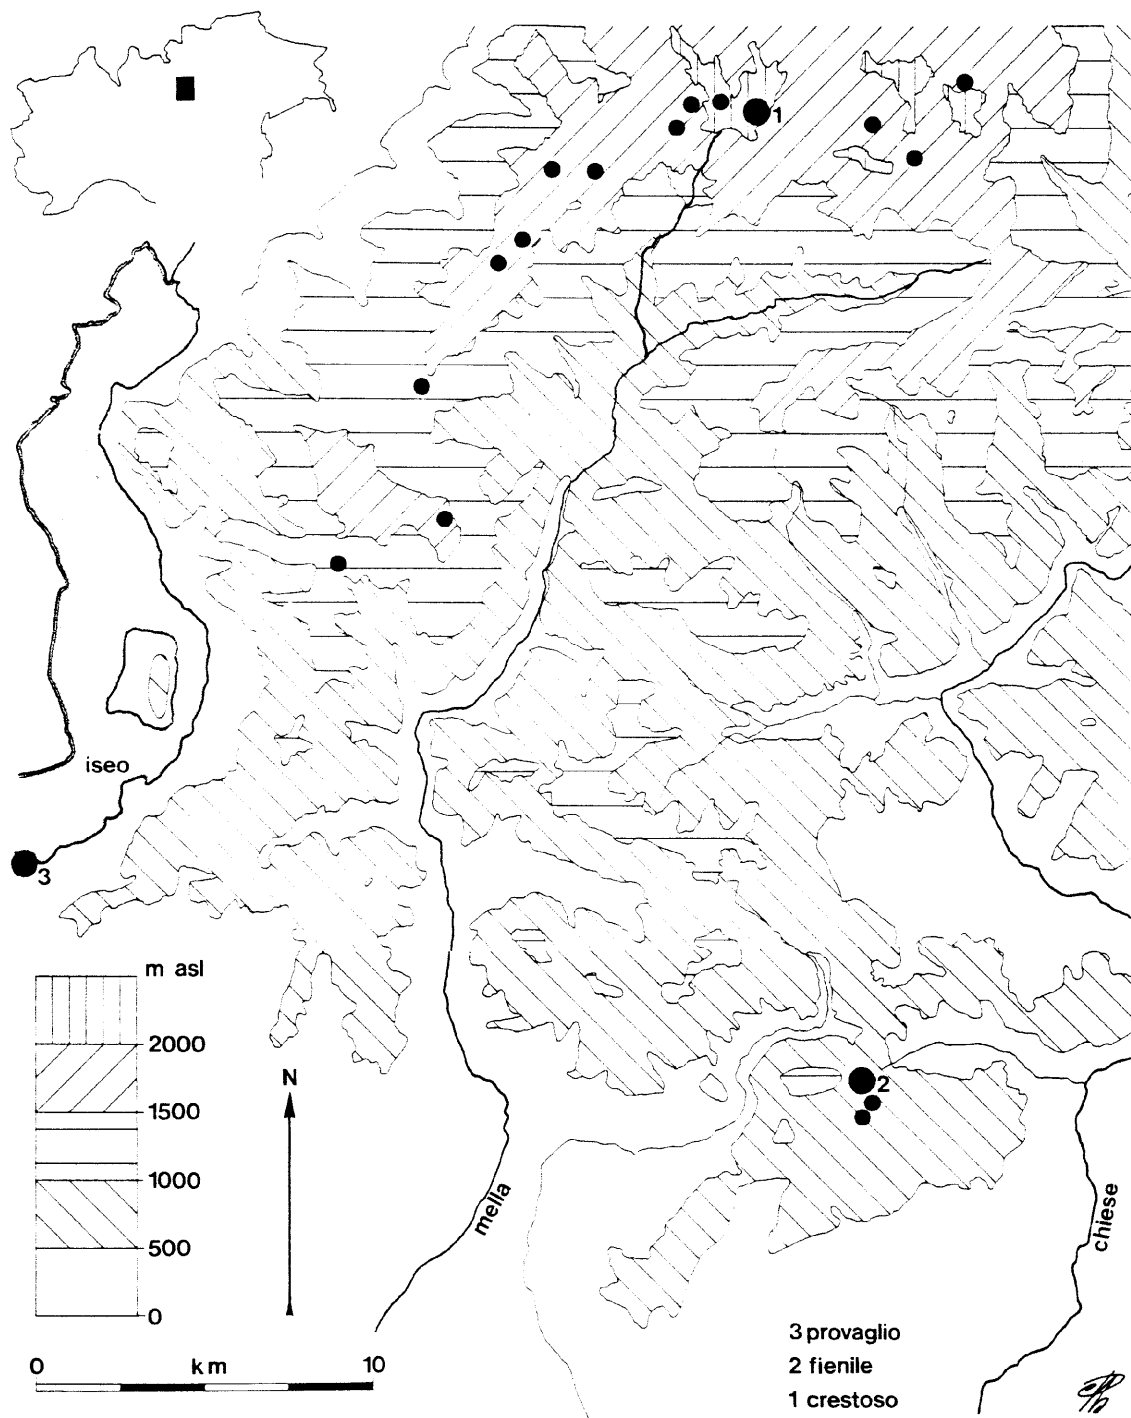 1
iseo
3
m asl
2000
1500
1000
500
0
N
2
mella
chiese
0 km 10
3 provaglio
2 fienile
1 crestoso